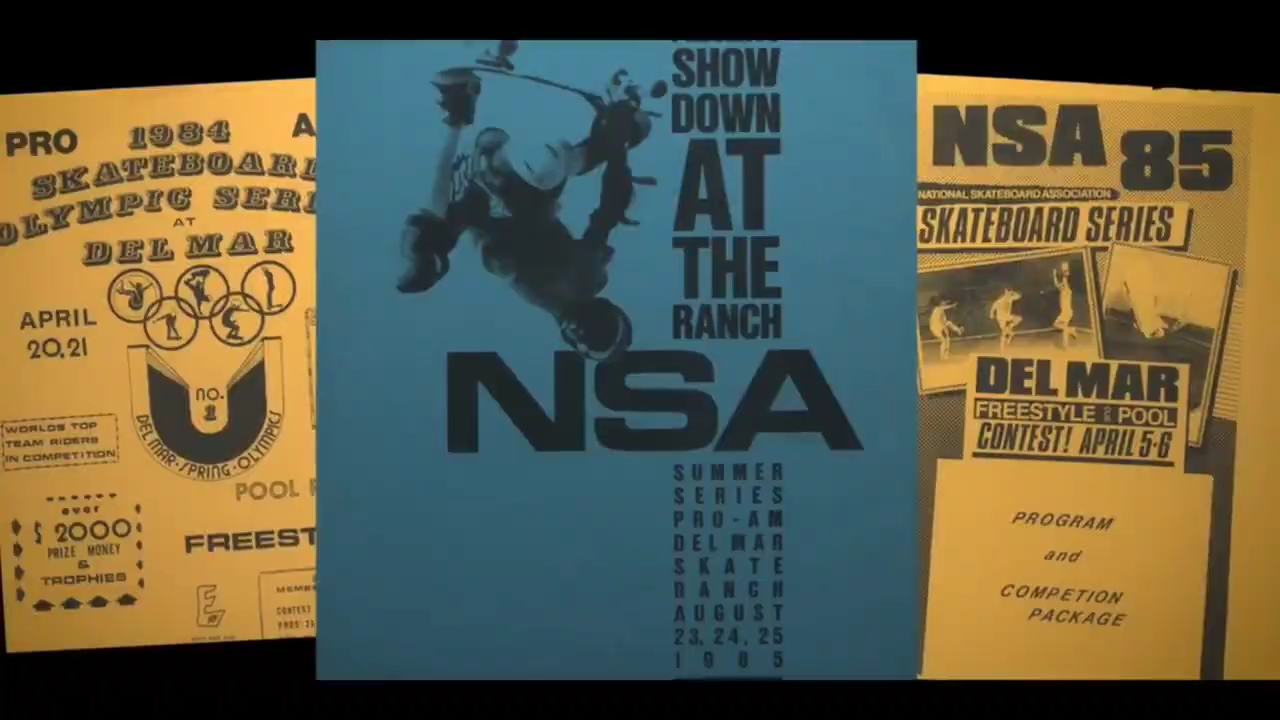 PRO
1984
SKATEBOARD
OLYMPIC SERI
AT
DEL MAR
APRIL
20,21
NO.
1
DEL MAR·SPRING·OLYMPICS
WORLDS TOP
TEAM RIDERS
IN COMPETITION
POOL
over
$ 2000
PRIZE MONEY
&
TROPHIES
FREEST
CONTEST
SHOW
DOWN
AT
THE
RANCH
NSA
SUMMER
SERIES
PRO-AM
DEL MAR
SKATE
RANCH
AUGUST
23, 24, 25
1985
NSA 85
NATIONAL SKATEBOARD ASSOCIATION
SKATEBOARD SERIES
DEL MAR
FREESTYLE POOL
CONTEST! APRIL 5·6
PROGRAM
and
COMPETION
PACKAGE